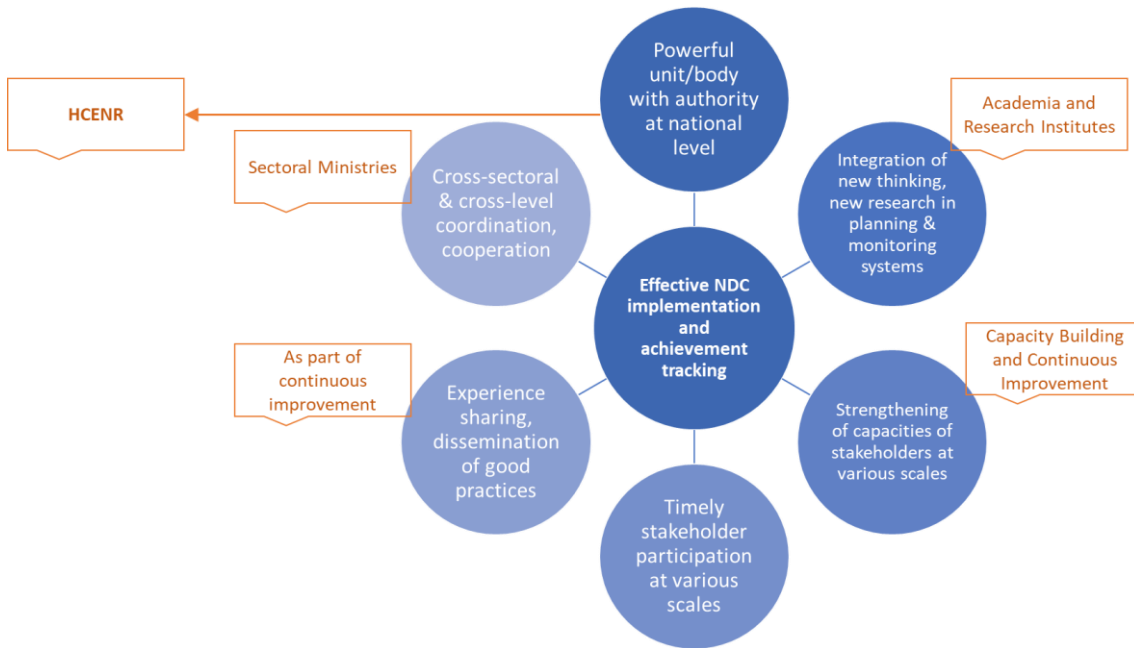 Powerful
unit/body
with authority
at national
level
HCENR
Academia and
Research Institutes
Sectoral Ministries
Cross-sectoral
& cross-level
coordination,
cooperation
Integration of
new thinking,
new research in
planning &
monitoring
systems
Effective NDC
implementation
and
achievement
tracking
As part of
continuous
improvement
Capacity Building
and Continuous
Improvement
Experience
sharing,
dissemination
of good
practices
Strengthening
of capacities of
stakeholders at
various scales
Timely
stakeholder
participation
at various
scales